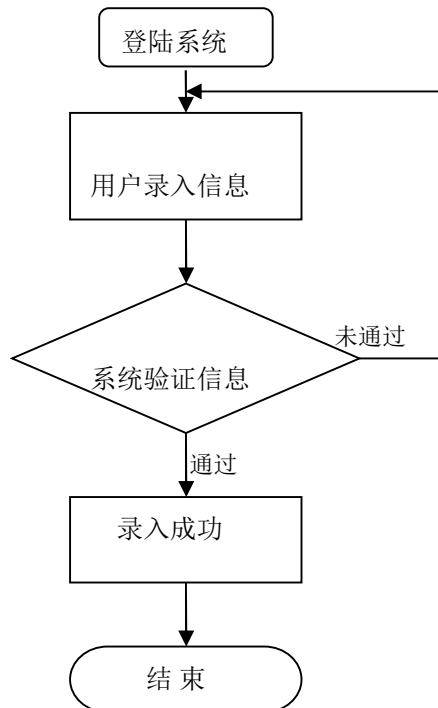 登陆系统
用户录入信息
未通过
系统验证信息
通过
录入成功
结 束